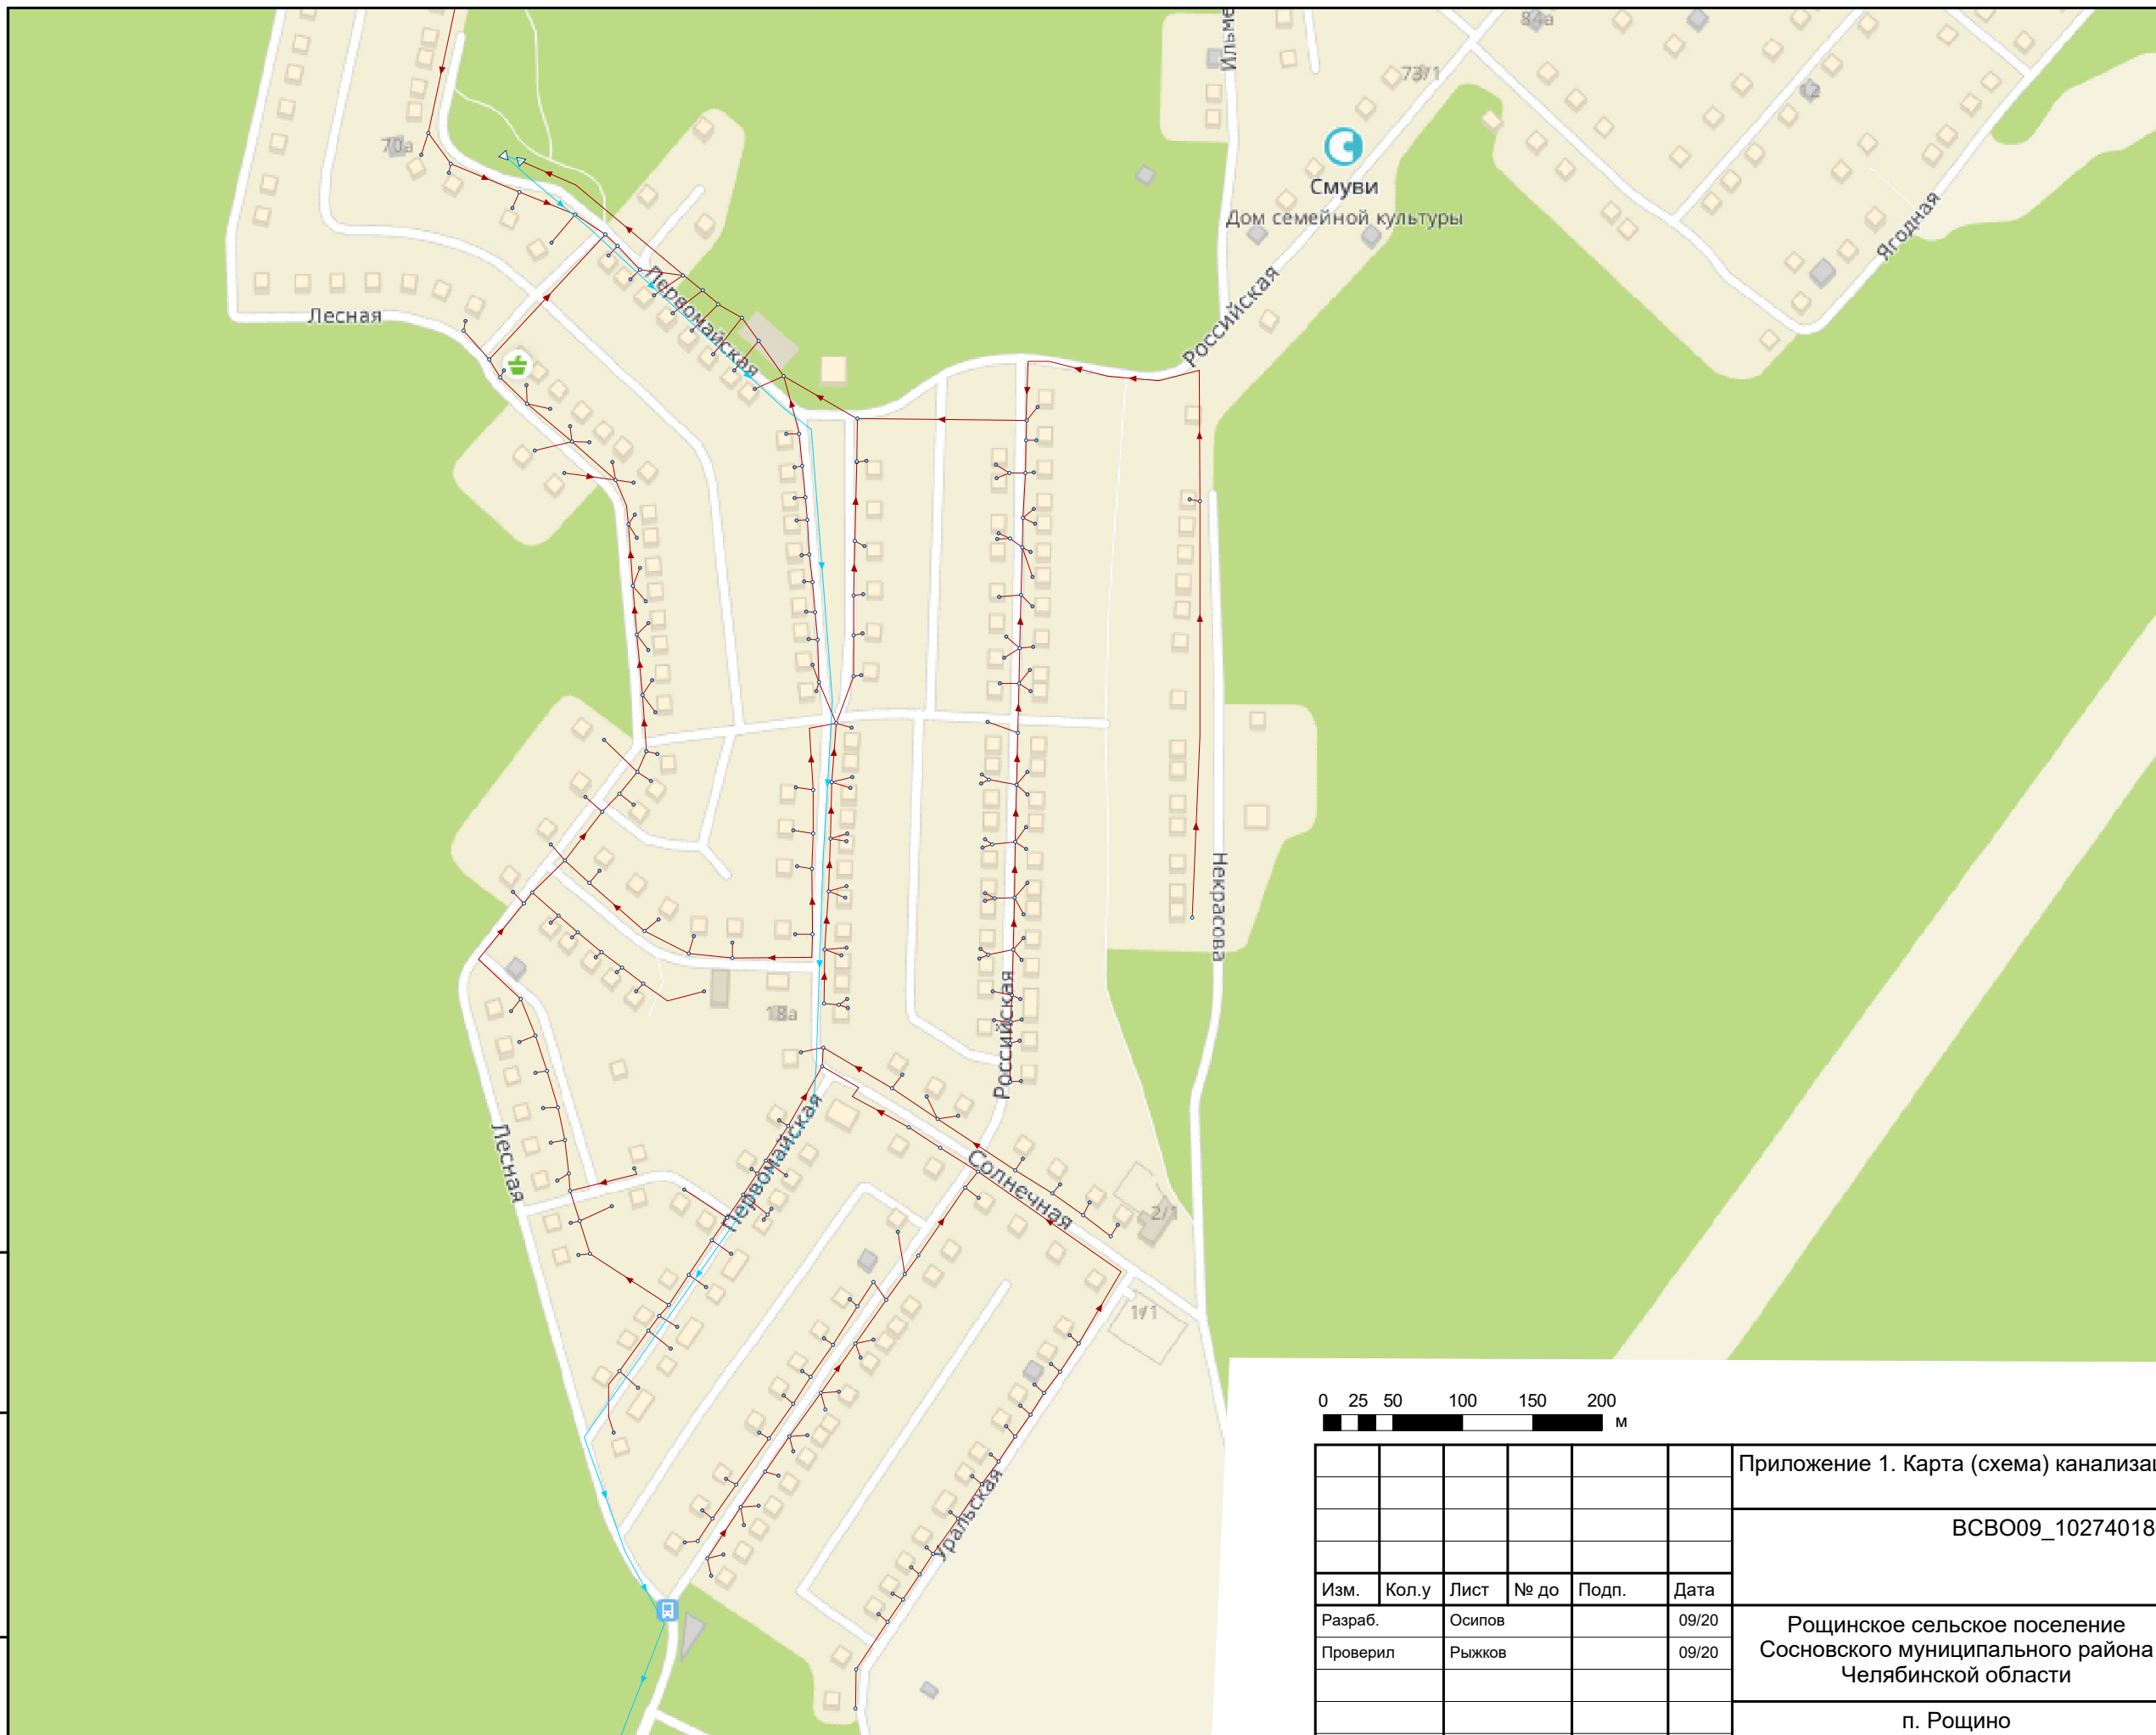 Ильме
84а
73/1
12
70а
Смуви
Дом семейной культуры
Ягодная
Первомайская
Лесная
Российская
Некрасова
18а
Российская
Первомайская
Лесная
Солнечная
2/1
1/1
Уральская
0 25 50 100 150 200
м
Приложение 1. Карта (схема) канализац
ВСВО09_10274018
Изм. Кол.у Лист № до Подп. Дата
Разраб. Осипов 09/20
Проверил Рыжков 09/20
Рощинское сельское поселение
Сосновского муниципального района
Челябинской области
п. Рощино